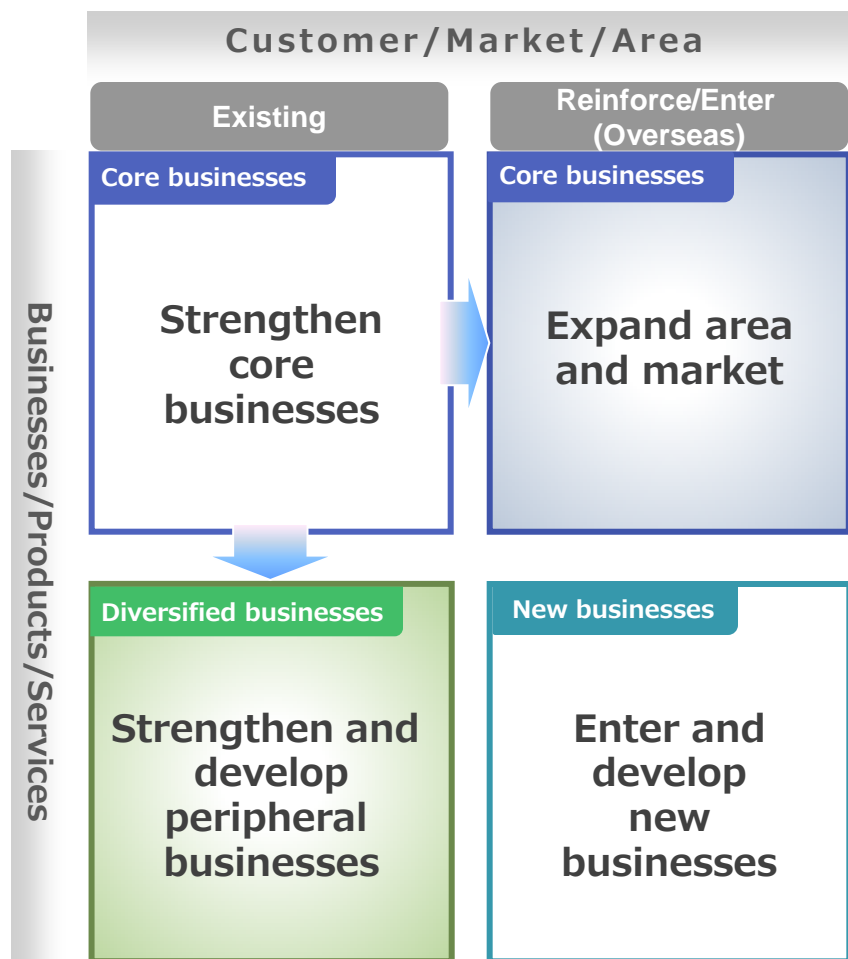 Customer/Market/Area
Existing
Reinforce/Enter
(Overseas)
Businesses/Products/Services
Core businesses
Strengthen
core
businesses
Core businesses
Expand area
and market
Diversified businesses
Strengthen and
develop
peripheral
businesses
New businesses
Enter and
develop
new
businesses